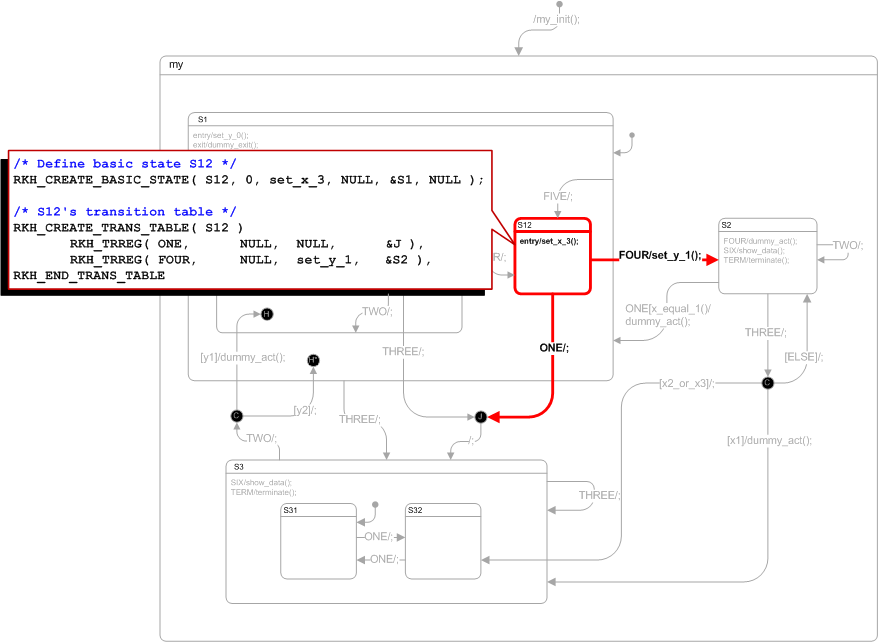 /my_init();
my
S1
entry/set_y_0();
exit/dummy_exit();
/* Define basic state S12 */
RKH_CREATE_BASIC_STATE( S12, 0, set_x_3, NULL, &S1, NULL );
/* S12's transition table */
RKH_CREATE_TRANS_TABLE( S12 )
RKH_TRREG( ONE, NULL, NULL, &J ),
RKH_TRREG( FOUR, NULL, set_y_1, &S2 ),
RKH_END_TRANS_TABLE
FIVE/;
S12
entry/set_x_3();
R/;
FOUR/set_y_1();
S2
FOUR/dummy_act();
SIX/show_data();
TERM/terminate();
TWO/;
ONE[x_equal_1()/
dummy_act();
TWO/;
H
THREE/;
ONE/;
THREE/;
[ELSE]/;
[y1]/dummy_act();
H*
[x2_or_x3]/;
C
C
[y2]/;
THREE/;
J
TWO/;
/;
[x1]/dummy_act();
S3
SIX/show_data();
TERM/terminate();
THREE/;
S31
S32
ONE/;
ONE/;